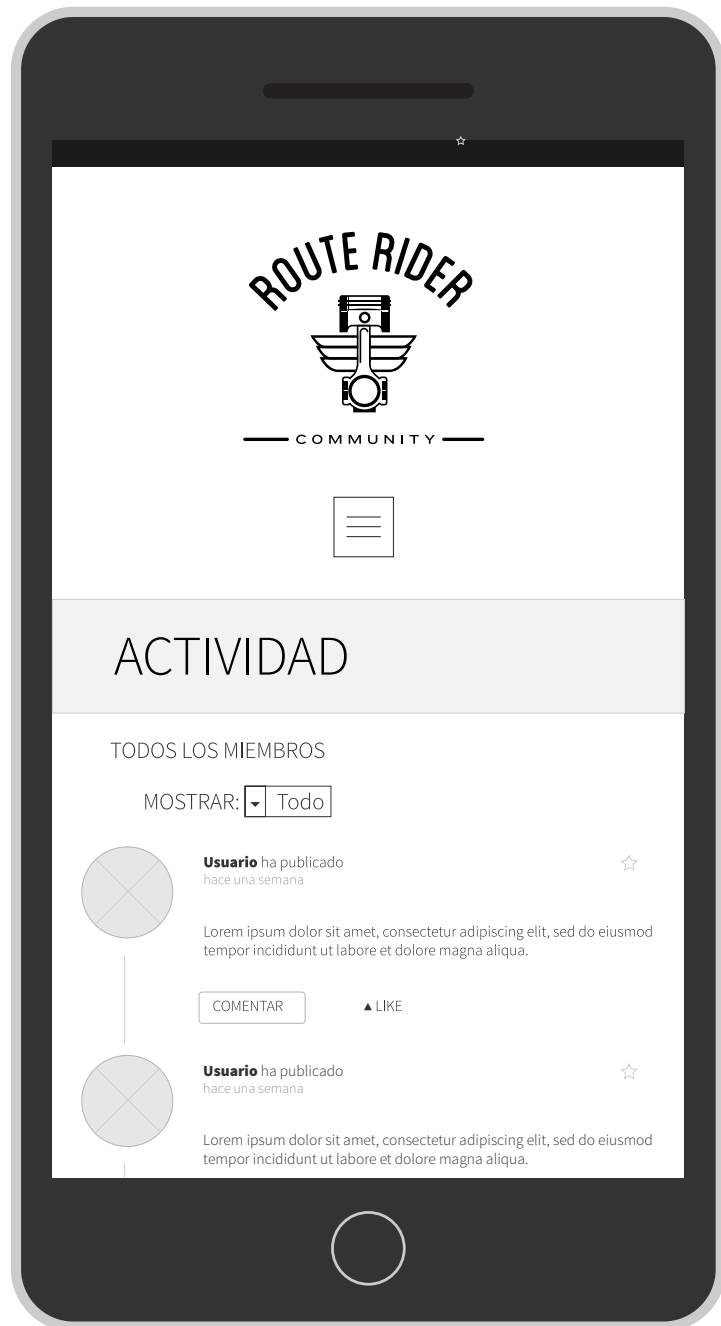 ROUTE RIDER
COMMUNITY
ACTIVIDAD
TODOS LOS MIEMBROS
MOSTRAR: Todo
Usuario ha publicado
hace una semana
Lorem ipsum dolor sit amet, consectetur adipiscing elit, sed do eiusmod
tempor incididunt ut labore et dolore magna aliqua.
COMENTAR ▲ LIKE
Usuario ha publicado
hace una semana
Lorem ipsum dolor sit amet, consectetur adipiscing elit, sed do eiusmod
tempor incididunt ut labore et dolore magna aliqua.